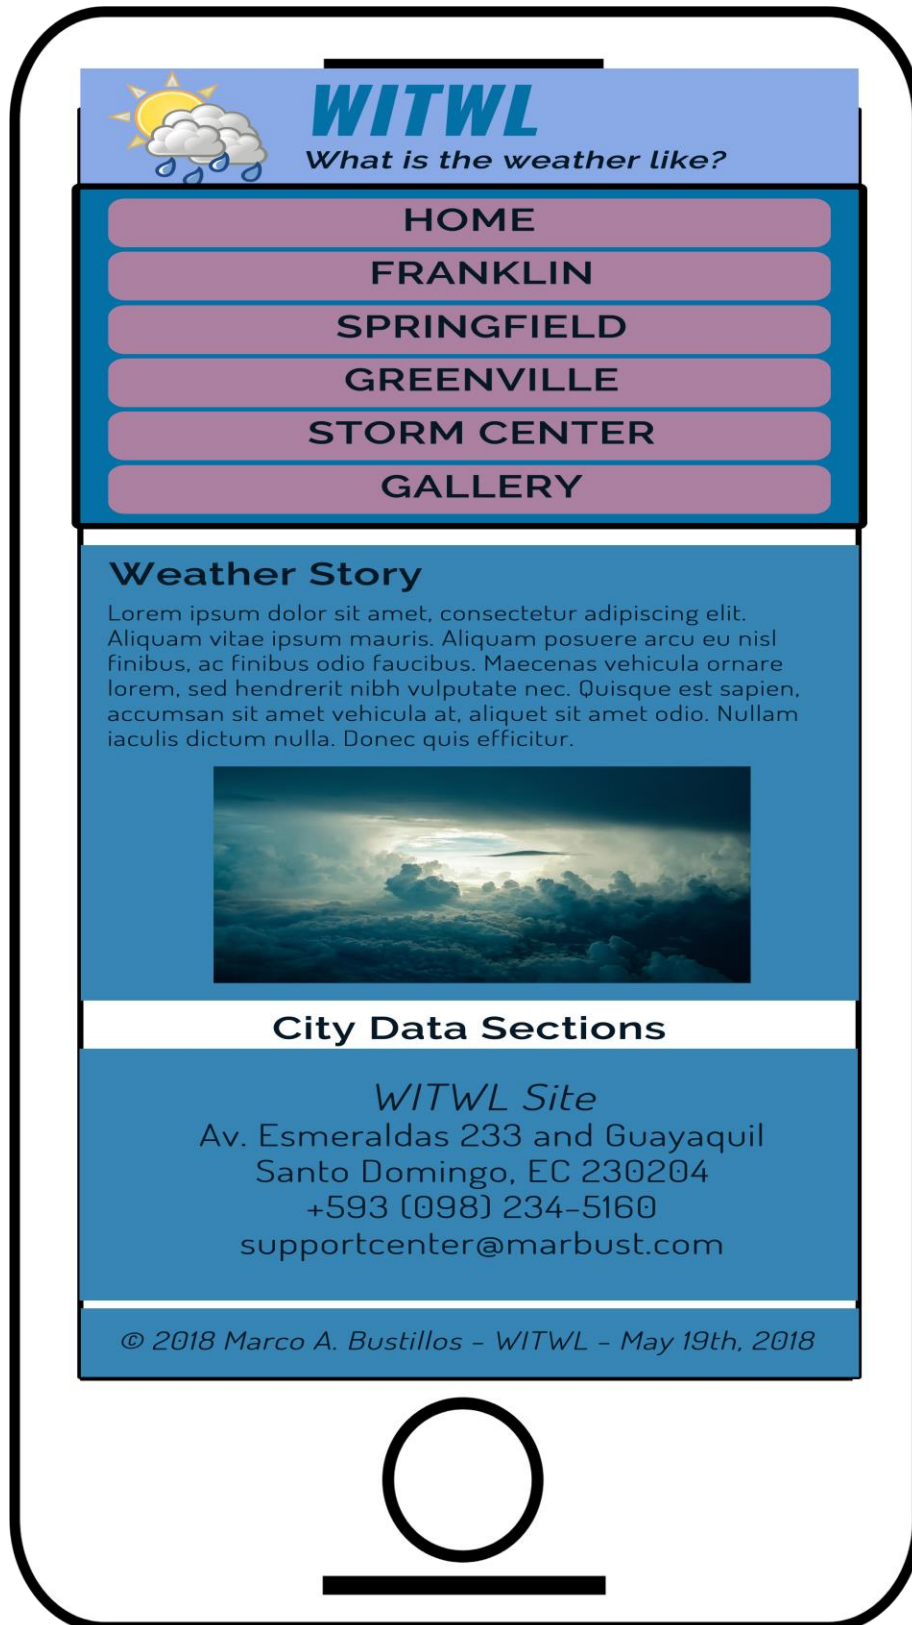 WITWL
What is the weather like?
HOME
FRANKLIN
SPRINGFIELD
GREENVILLE
STORM CENTER
GALLERY
Weather Story
Lorem ipsum dolor sit amet, consectetur adipiscing elit.
Aliquam vitae ipsum mauris. Aliquam posuere arcu eu nisl
finibus, ac finibus odio faucibus. Maecenas vehicula ornare
lorem, sed hendrerit nibh vulputate nec. Quisque est sapien,
accumsan sit amet vehicula at, aliquet sit amet odio. Nullam
iaculis dictum nulla. Donec quis efficitur.
City Data Sections
WITWL Site
Av. Esmeraldas 233 and Guayaquil
Santo Domingo, EC 230204
+593 (098) 234-5160
supportcenter@marbust.com
© 2018 Marco A. Bustillos - WITWL - May 19th, 2018